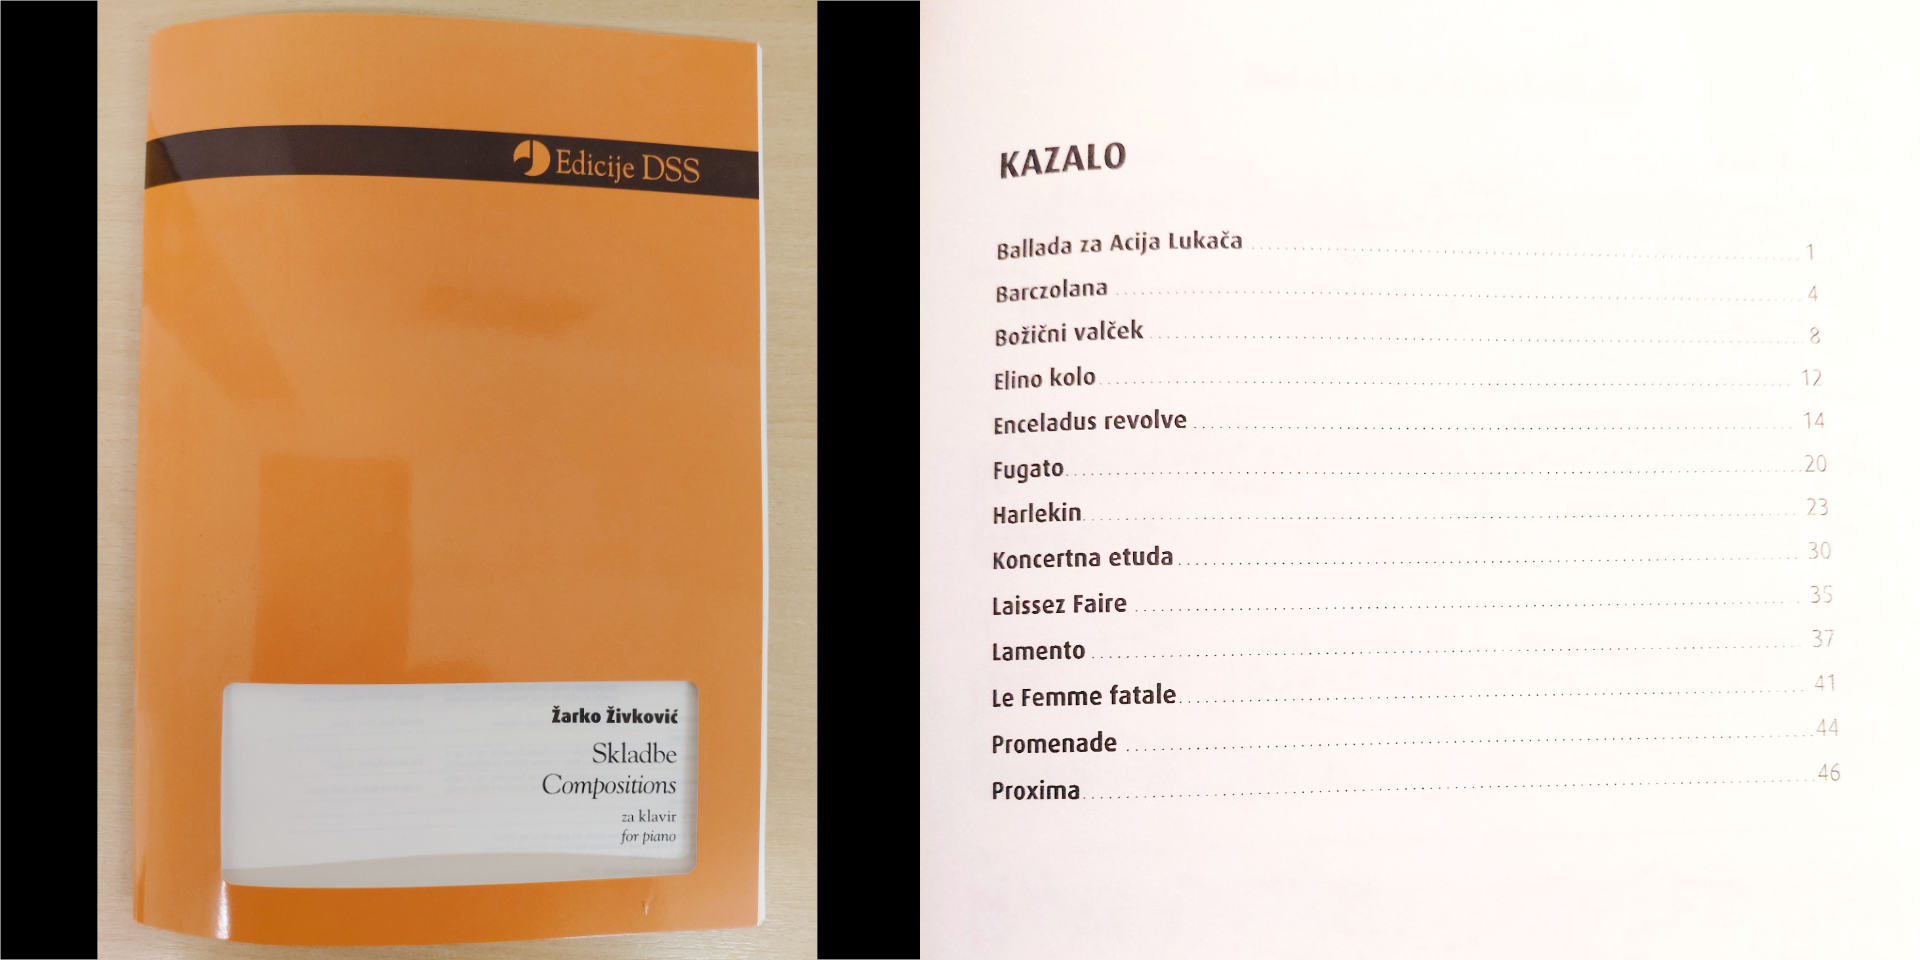 Edicije DSS
Žarko Živković
Skladbe
Compositions
za klavir
for piano
KAZALO
Ballada za Acija Lukača 1
Barczolana 4
Božični valček 8
Elino kolo 12
Enceladus revolve 14
Fugato 20
Harlekin 23
Koncertna etuda 30
Laissez Faire 35
Lamento 37
Le Femme fatale 41
Promenade 44
Proxima 46